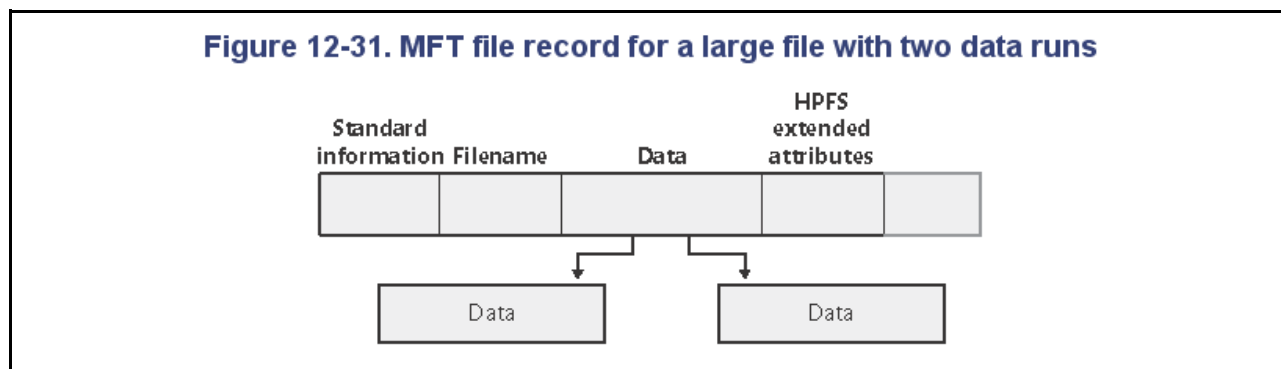 Figure 12-31. MFT file record for a large file with two data runs
Standard
information
Filename
Data
HPFS
extended
attributes
Data
Data